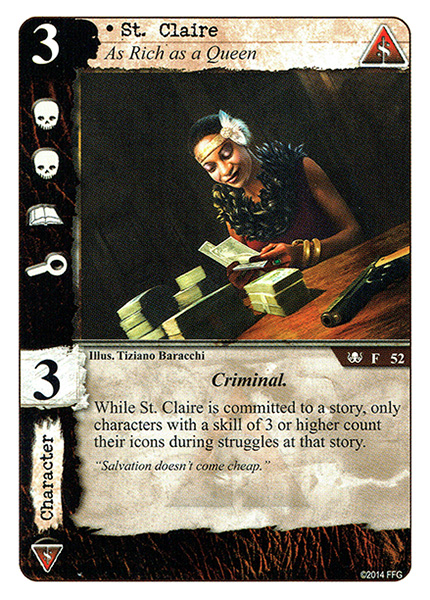 3
• St. Claire
As Rich as a Queen
Illus. Tiziano Baracchi
F 52
3
Character
Criminal.
While St. Claire is committed to a story, only
characters with a skill of 3 or higher count
their icons during struggles at that story.
“Salvation doesn’t come cheap.”
©2014 FFG